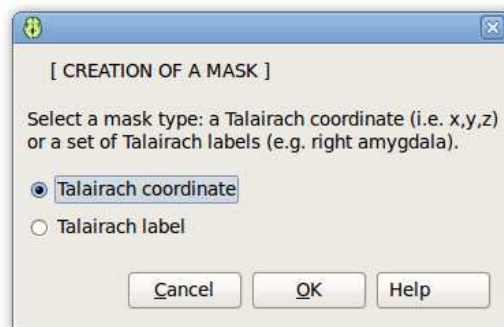 [ CREATION OF A MASK ]
Select a mask type: a Talairach coordinate (i.e. x,y,z)
or a set of Talairach labels (e.g. right amygdala).
Talairach coordinate
Talairach label
Cancel OK Help